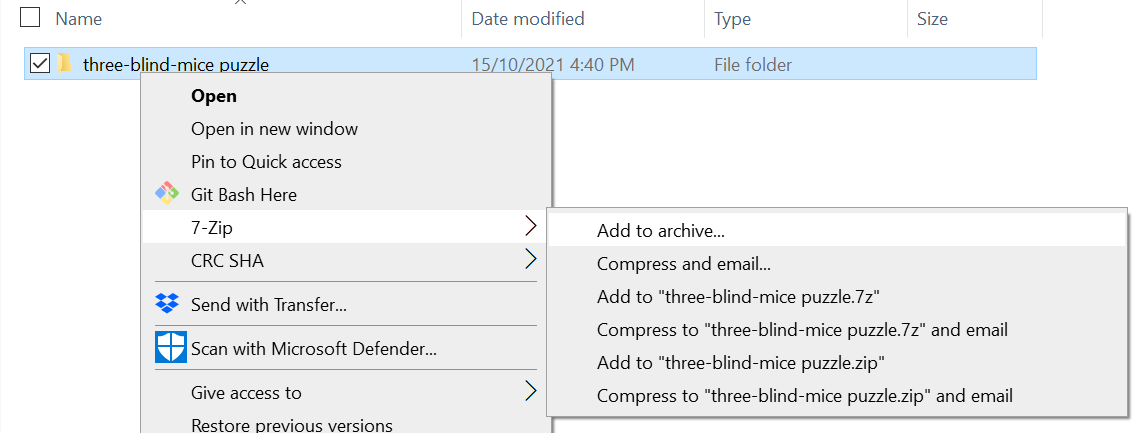 Name Date modified Type Size
three-blind-mice puzzle 15/10/2021 4:40 PM File folder
Open
Open in new window
Pin to Quick access
Git Bash Here
7-Zip
CRC SHA
Send with Transfer...
Scan with Microsoft Defender...
Give access to
Restore previous versions
Add to archive...
Compress and email...
Add to "three-blind-mice puzzle.7z"
Compress to "three-blind-mice puzzle.7z" and email
Add to "three-blind-mice puzzle.zip"
Compress to "three-blind-mice puzzle.zip" and email